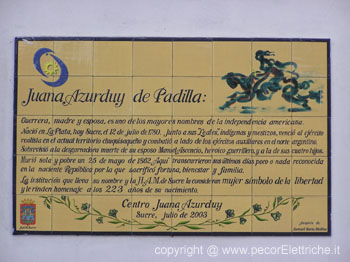 Juana Azurduy de Padilla:
Guerrera, madre y esposa, es uno de los mayores nombres de la independencia americana.
Nació en La Plata, hoy Sucre, el 12 de julio de 1780. Junto a sus "Leales", indígenas y mestizos, venció al ejército
realista en el actual territorio chuquisaqueño y combatió a lado de los éjercitos auxiliares en el norte argentino.
Sobrevivió a la desgarradora muerte de su esposo Manuel Ascencio, heroico guerrillero, y a la de sus cuatro hijos.
Murió sola y pobre un 25 de mayo de 1862. Aquí transcurrieron sus últimos días poco o nada reconocida
en la naciente República por la que sacrificó fortuna, bienestar y familia.
La institución que lleva su nombre y la H.A.M. de Sucre la consideran mujer símbolo de la libertad
y le rinden homenaje a los 223 años de su nacimiento.
Centro Juana Azurduy
Sucre, julio de 2003
copyright @ www.pecorElettriche.it